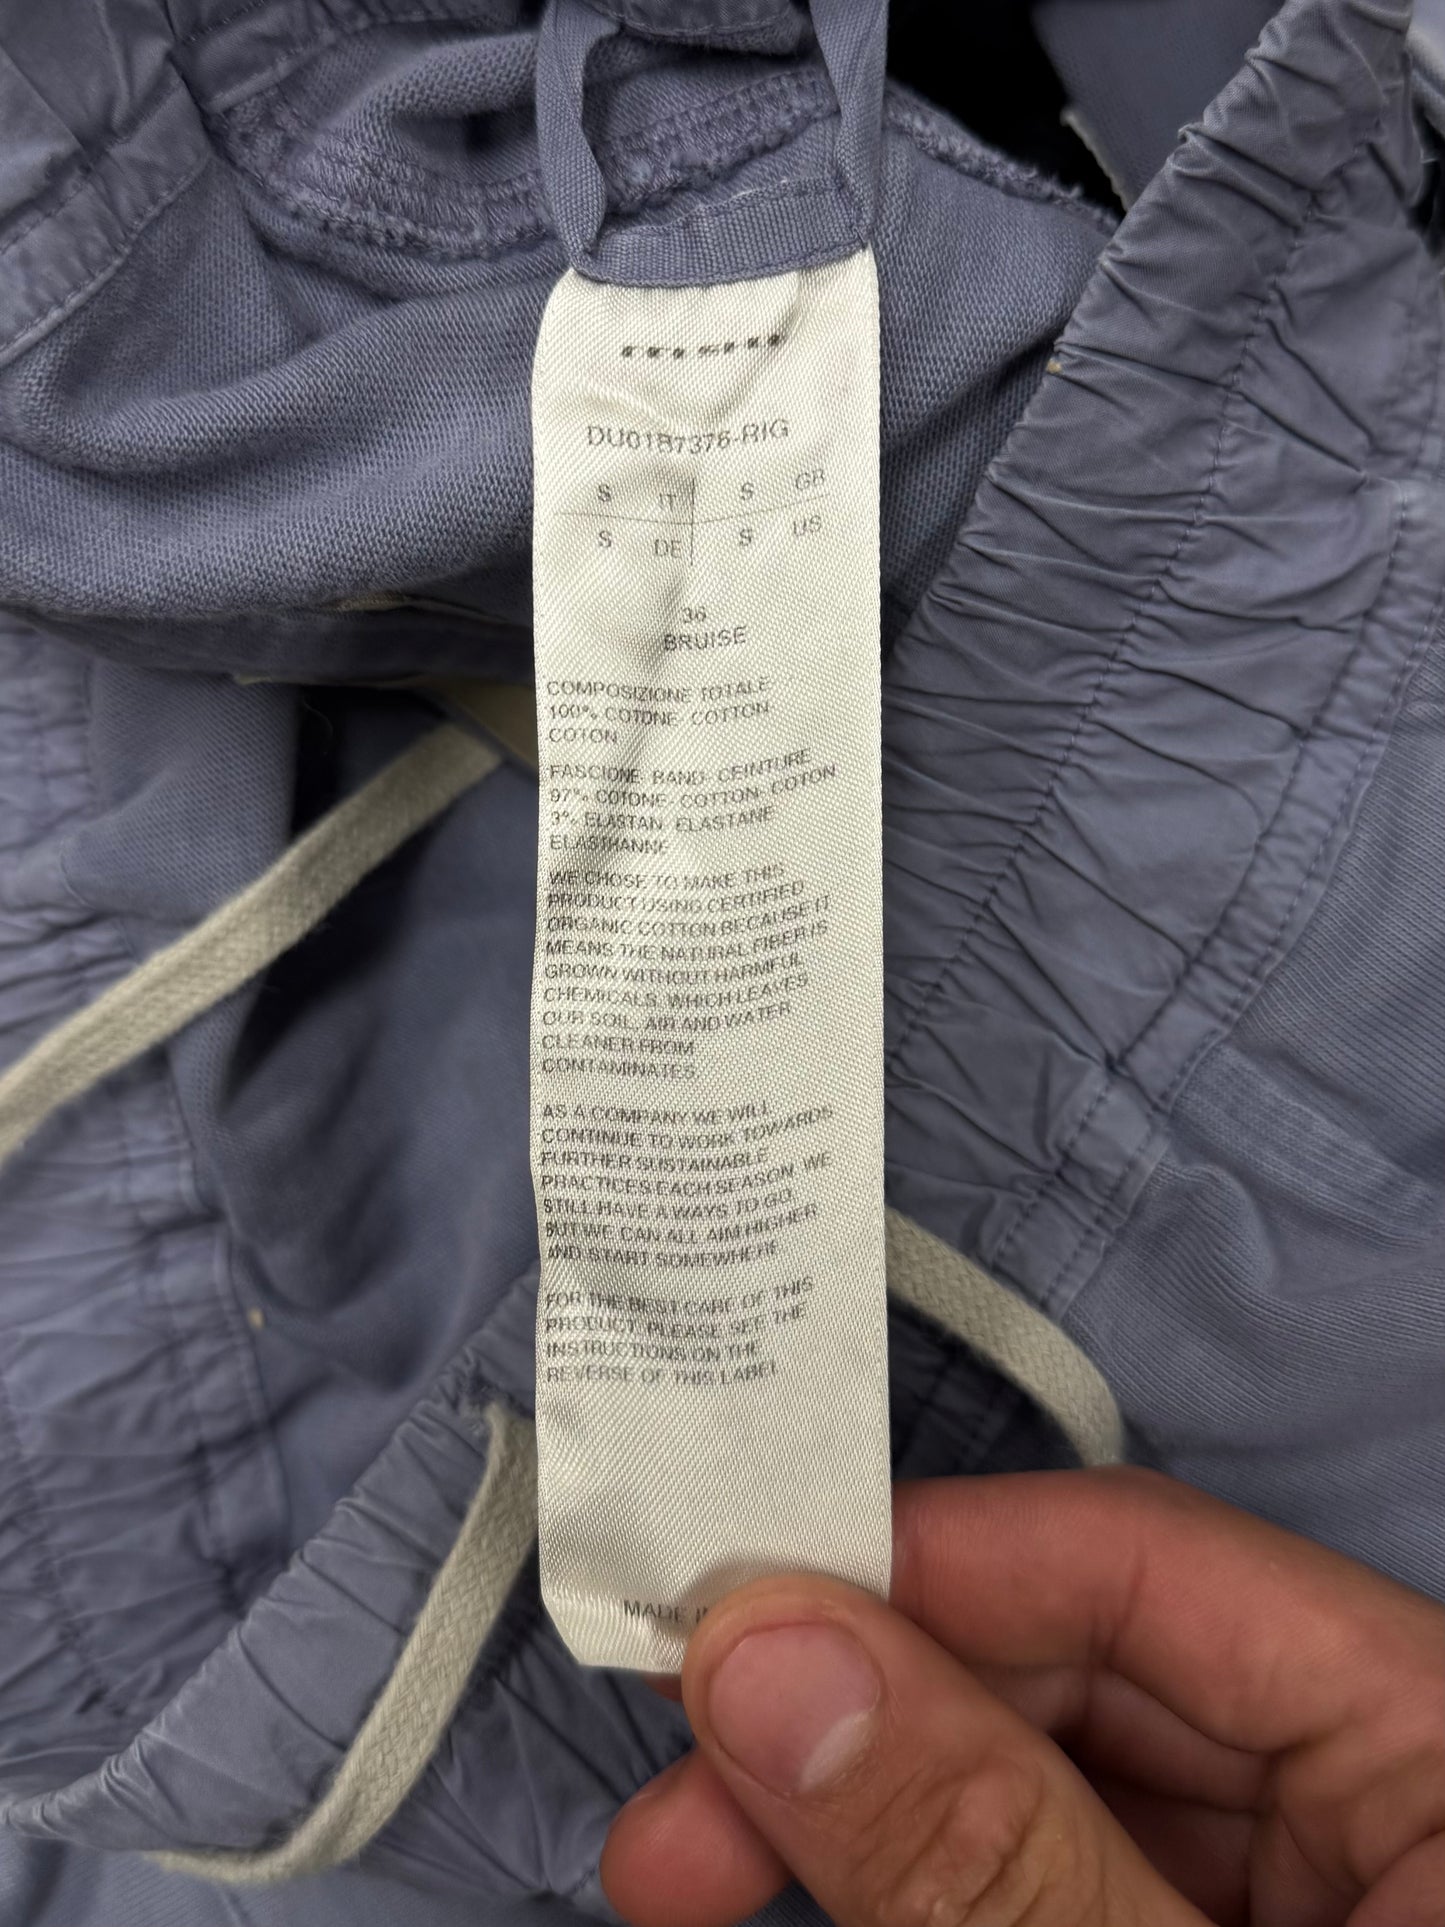 DU01B7376-RIG
S IT S GB
S DE S US
36
BRUISE
COMPOSIZIONE TOTALE
100% COTONE- COTTON
COTON
FASCIONE- BAND- CEINTURE
97% COTONE- COTTON- COTON
3% ELASTAN- ELASTANE
ELASTHANNE
WE CHOSE TO MAKE THIS
PRODUCT USING CERTIFIED
ORGANIC COTTON BECAUSE IT
MEANS THE NATURAL FIBER IS
GROWN WITHOUT HARMFUL
CHEMICALS, WHICH LEAVES
OUR SOIL, AIR AND WATER
CLEANER FROM
CONTAMINATES.
AS A COMPANY WE WILL
CONTINUE TO WORK TOWARDS
FURTHER SUSTAINABLE
PRACTICES EACH SEASON. WE
STILL HAVE A WAYS TO GO,
BUT WE CAN ALL AIM HIGHER
AND START SOMEWHERE.
FOR THE BEST CARE OF THIS
PRODUCT, PLEASE SEE THE
INSTRUCTIONS ON THE
REVERSE OF THIS LABEL
MADE IN